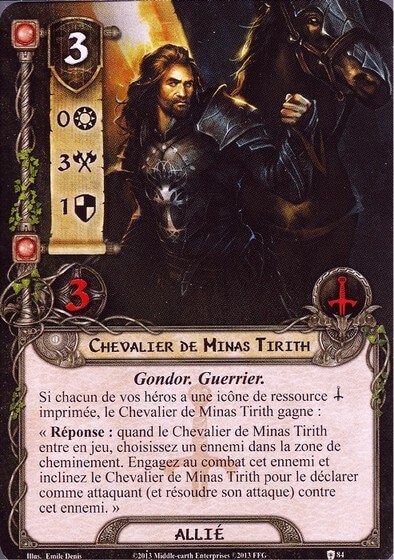 3
0
3
1
3
Chevalier de Minas Tirith
Gondor. Guerrier.
Si chacun de vos héros a une icône de ressource
imprimée, le Chevalier de Minas Tirith gagne :
« Réponse : quand le Chevalier de Minas Tirith
entre en jeu, choisissez un ennemi dans la zone de
cheminement. Engagez au combat cet ennemi et
inclinez le Chevalier de Minas Tirith pour le déclarer
comme attaquant (et résoudre son attaque) contre
cet ennemi. »
Allié
Illus. Emile Denis ©2013 Middle-earth Enterprises ©2013 FFG 84